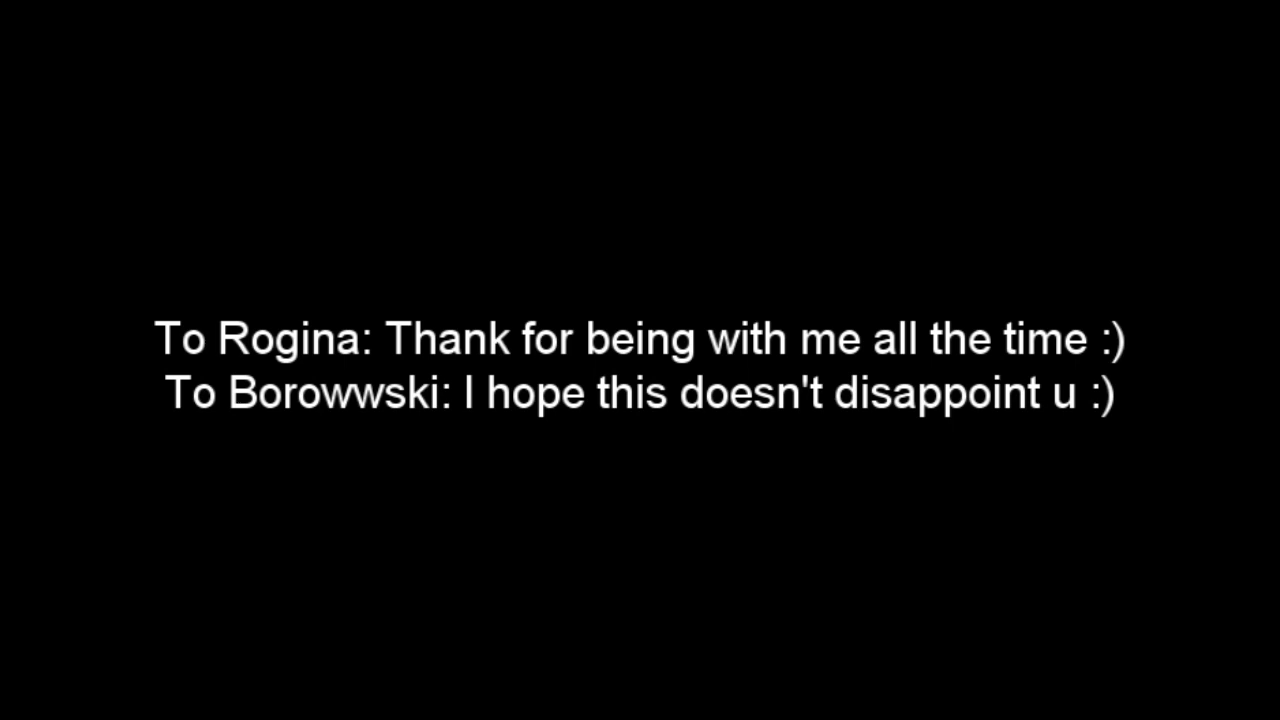 To Rogina: Thank for being with me all the time :)
To Borowwski: I hope this doesn't disappoint u :)